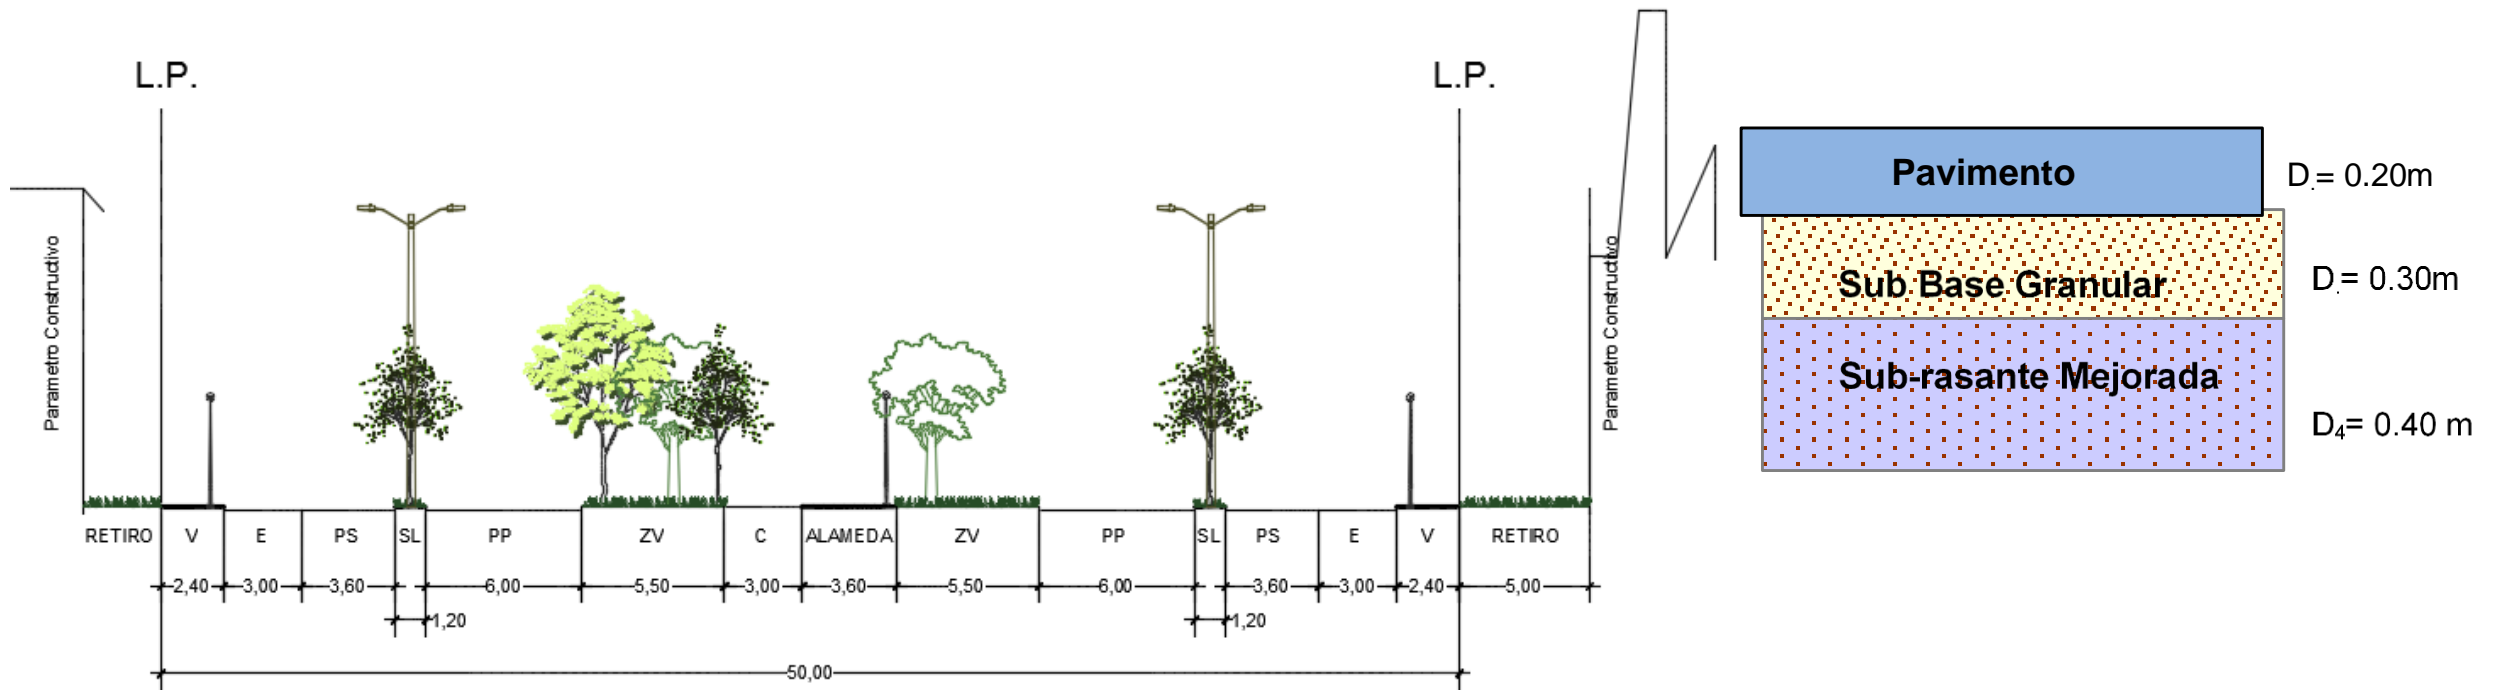 L.P.
L.P.
Parametro Constructivo
Parametro Constructivo
RETIRO V E PS SL PP ZV C ALAMEDA ZV PP SL PS E V RETIRO
2,40 3,00 3,60 6,00 5,50 3,00 3,60 5,50 6,00 3,60 3,00 2,40 5,00
1,20 1,20
50,00
Pavimento D.= 0.20m
Sub Base Granular D.= 0.30m
Sub-rasante Mejorada
D₄= 0.40 m